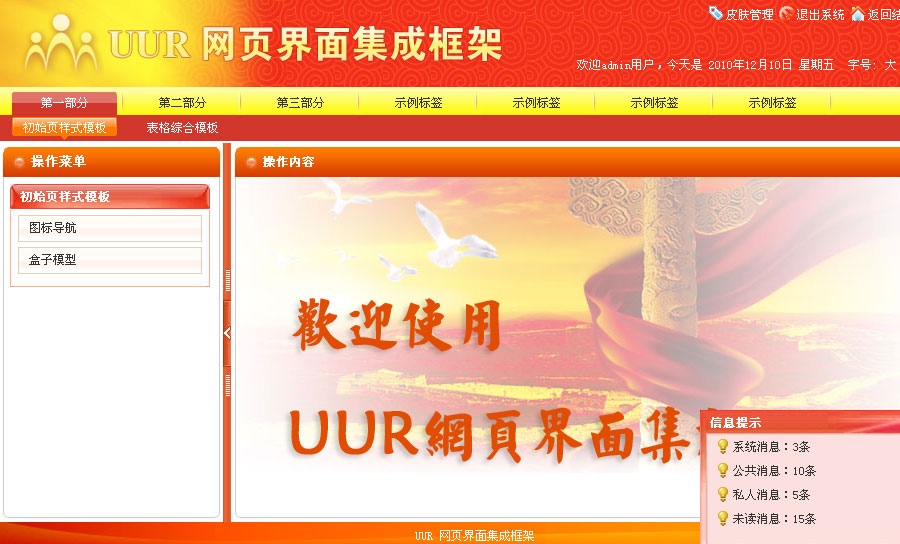 皮肤管理 退出系统 返回
UUR 网页界面集成框架
欢迎admin用户，今天是 2010年12月10日 星期五 字号: 大
第一部分 第二部分 第三部分 示例标签 示例标签 示例标签 示例标签
初始页样式模板 表格综合模板
操作菜单
初始页样式模板
图标导航
盒子模型
操作内容
歡迎使用
UUR網頁界面集
信息提示
系统消息：3条
公共消息：10条
私人消息：5条
未读消息：15条
UUR 网页界面集成框架